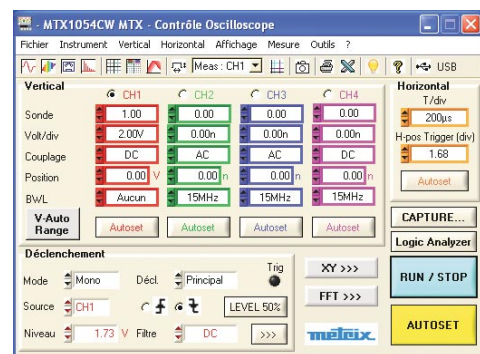 - MTX1054CW MTX - Contrôle Oscilloscope
Fichier Instrument Vertical Horizontal Affichage Mesure Outils ?
Meas : CH1 USB
Vertical
CH1 CH2 CH3 CH4
Sonde 1.00 0.00 0.00 0.00
Volt/div 2.00V 0.00n 0.00n 0.00n
Couplage DC AC AC DC
Position 0.00 V 0.00 n 0.00 n 0.00 n
BWL Aucun 15MHz 15MHz 15MHz
V-Auto Range Autoset Autoset Autoset Autoset
Horizontal
T/div
200µs
H-pos Trigger (div)
1.68
Autoset
CAPTURE...
Logic Analyzer
RUN / STOP
AUTOSET
Déclenchement
Mode Mono Décl. Principal Trig
Source CH1 LEVEL 50%
Niveau 1.73 V Filtre DC >>>
XY >>>
FFT >>>
metrix